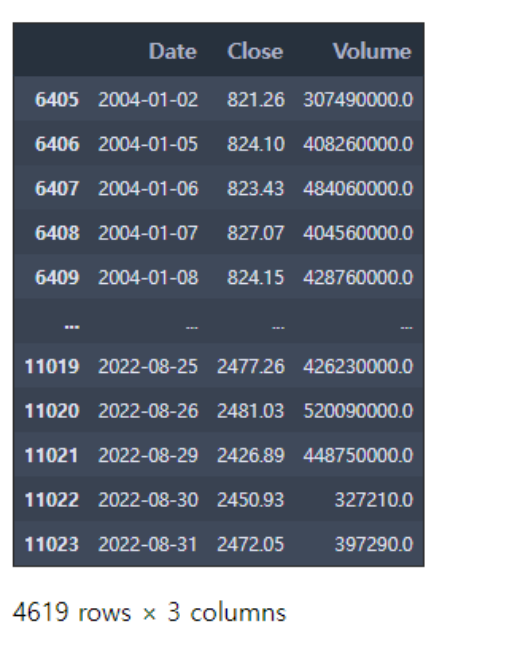 Date Close Volume
6405 2004-01-02 821.26 307490000.0
6406 2004-01-05 824.10 408260000.0
6407 2004-01-06 823.43 484060000.0
6408 2004-01-07 827.07 404560000.0
6409 2004-01-08 824.15 428760000.0
... ... ... ...
11019 2022-08-25 2477.26 426230000.0
11020 2022-08-26 2481.03 520090000.0
11021 2022-08-29 2426.89 448750000.0
11022 2022-08-30 2450.93 327210.0
11023 2022-08-31 2472.05 397290.0
4619 rows × 3 columns